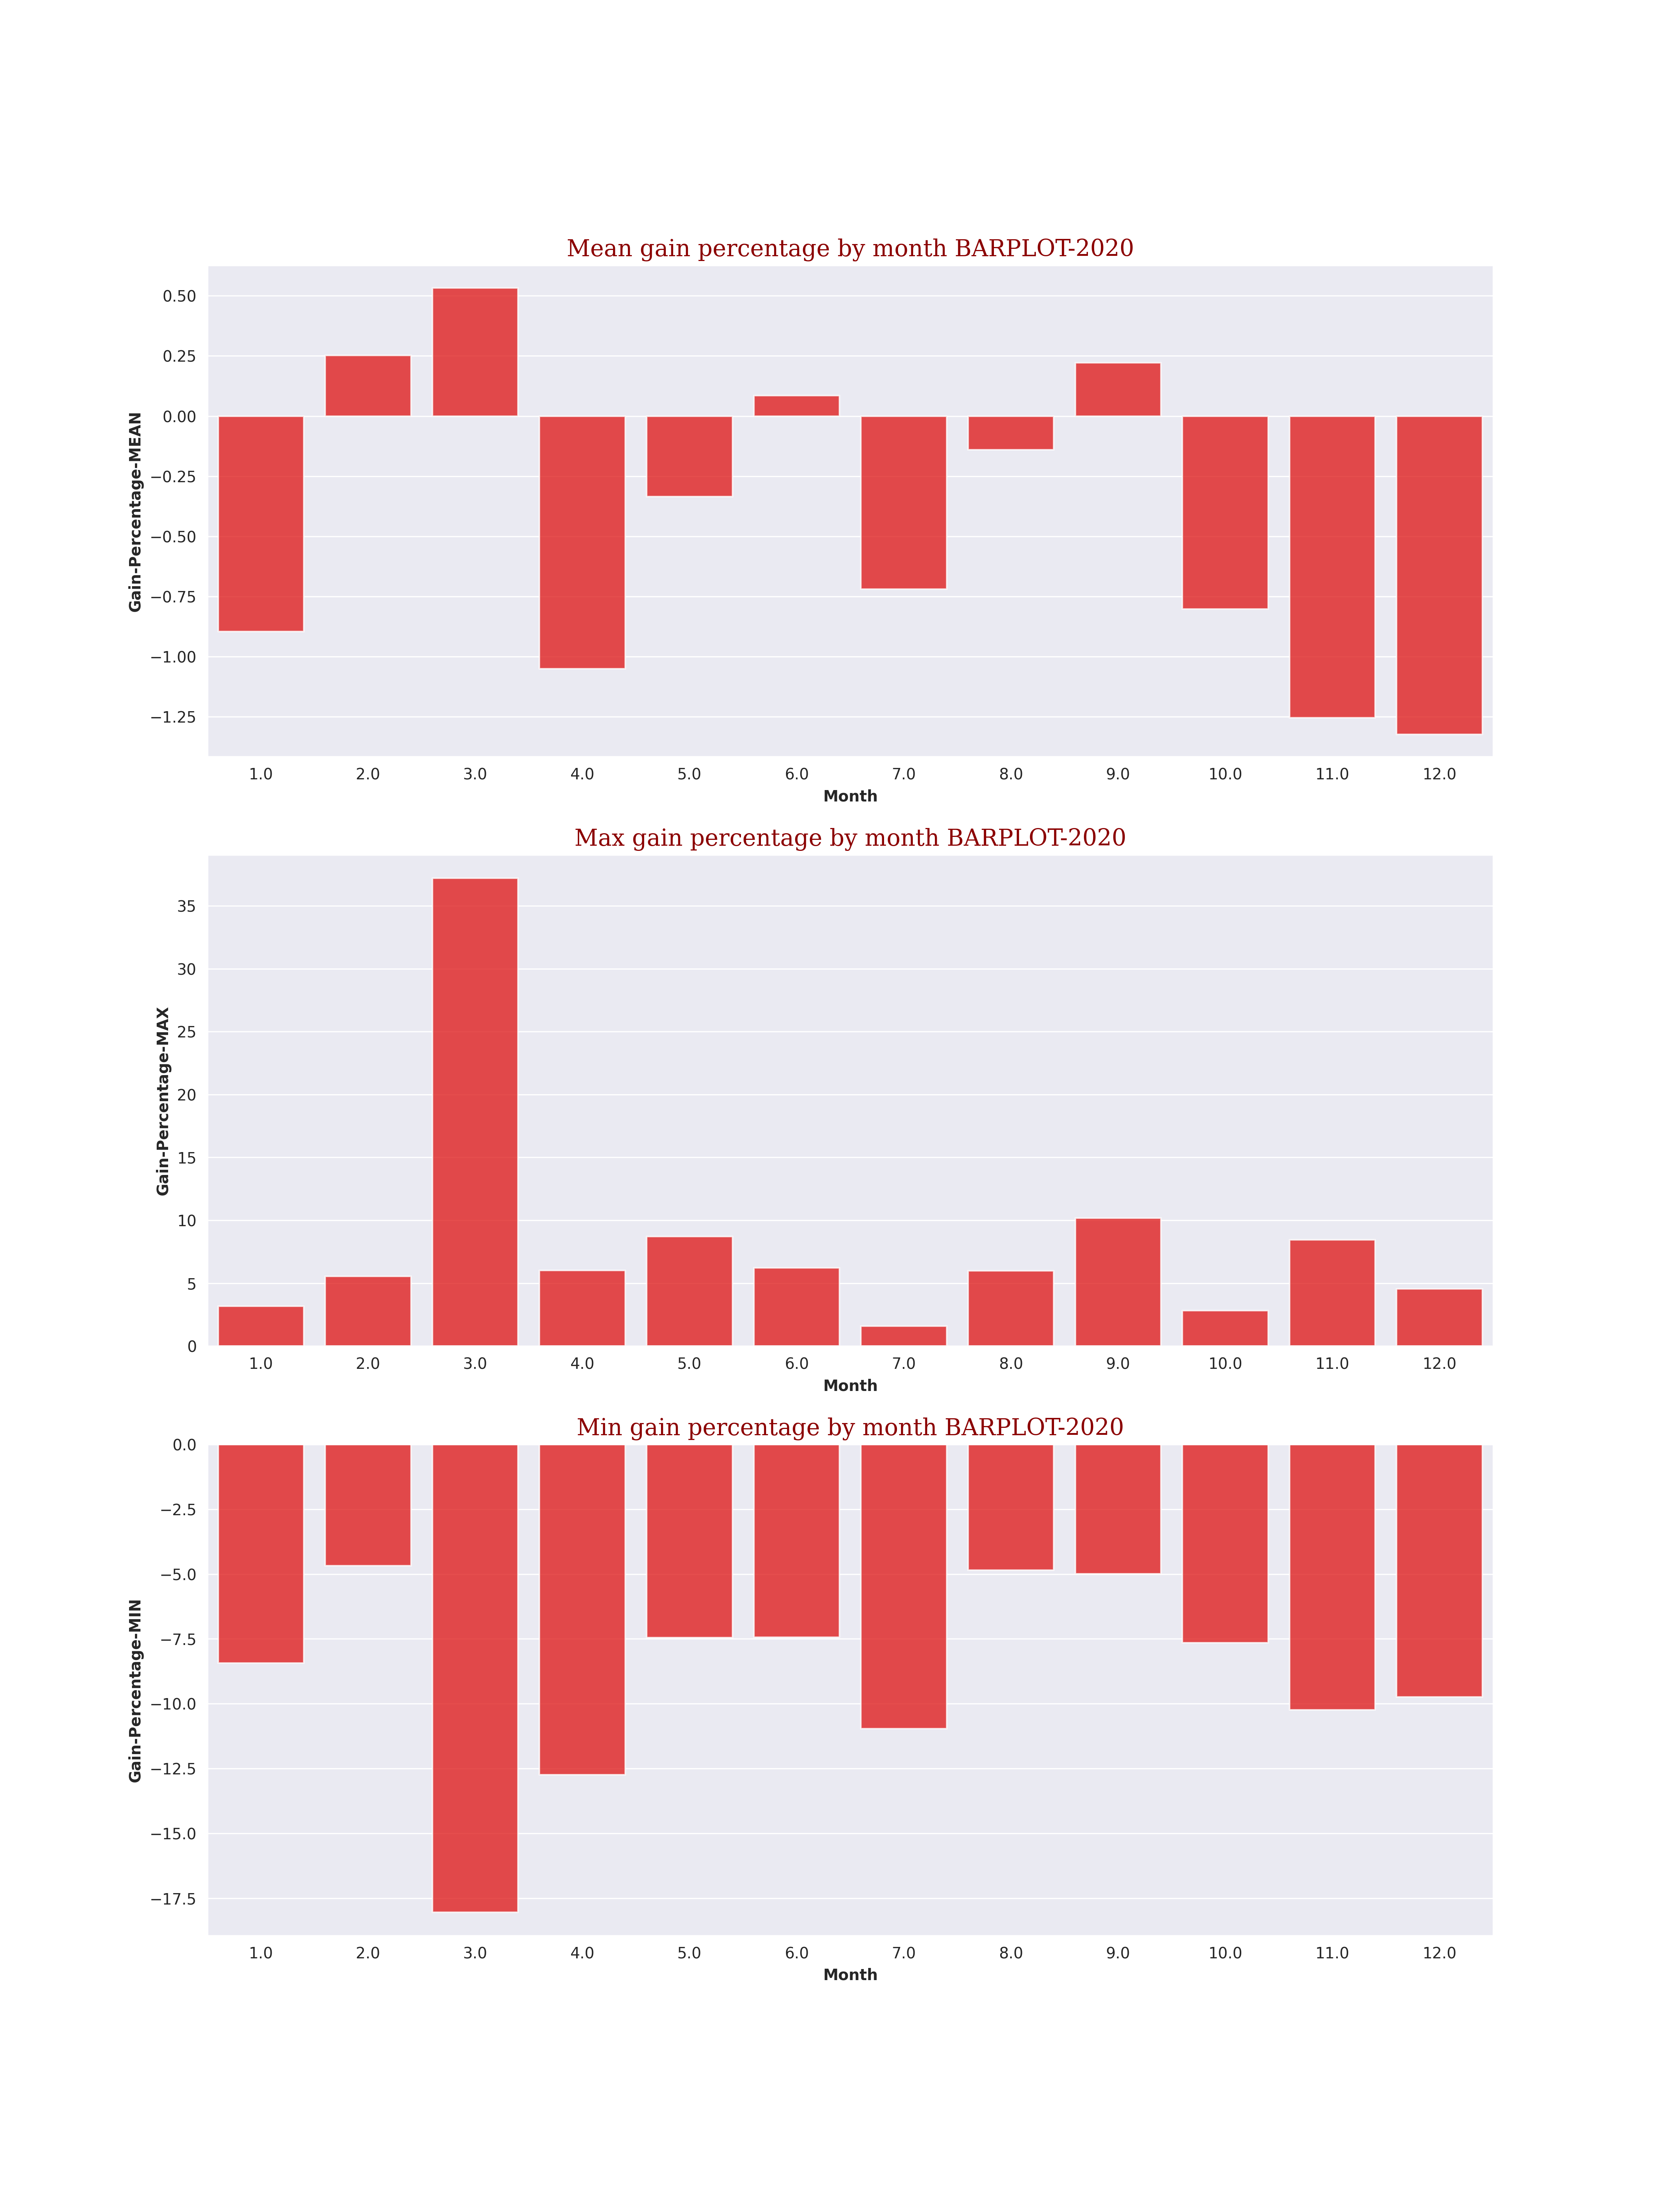 Mean gain percentage by month BARPLOT-2020
Gain-Percentage-MEAN
0.50
0.25
0.00
−0.25
−0.50
−0.75
−1.00
−1.25
1.0 2.0 3.0 4.0 5.0 6.0 7.0 8.0 9.0 10.0 11.0 12.0
Month
Max gain percentage by month BARPLOT-2020
Gain-Percentage-MAX
35
30
25
20
15
10
5
0
1.0 2.0 3.0 4.0 5.0 6.0 7.0 8.0 9.0 10.0 11.0 12.0
Month
Min gain percentage by month BARPLOT-2020
Gain-Percentage-MIN
0.0
−2.5
−5.0
−7.5
−10.0
−12.5
−15.0
−17.5
1.0 2.0 3.0 4.0 5.0 6.0 7.0 8.0 9.0 10.0 11.0 12.0
Month